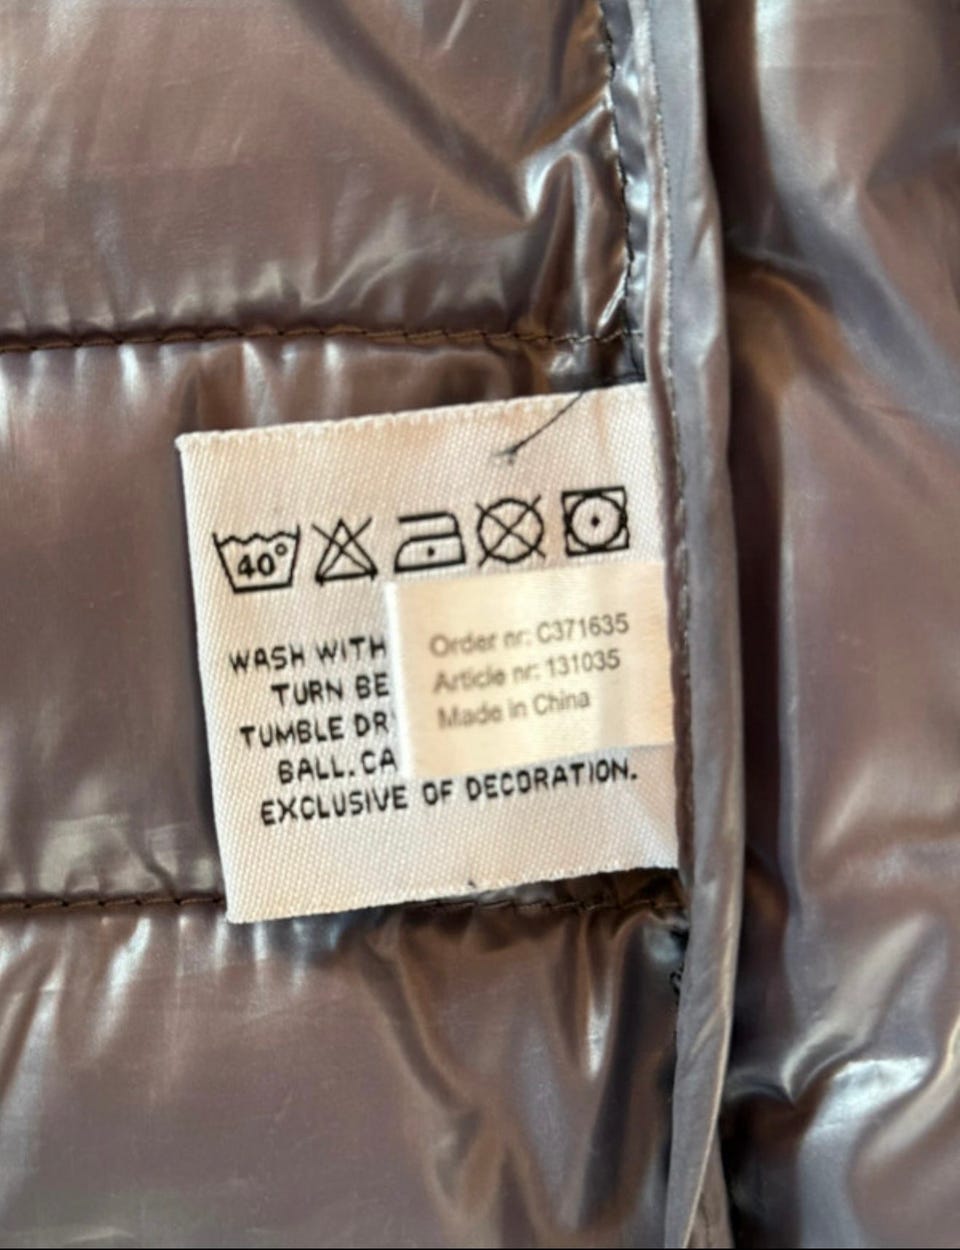 40°
Order nr: C371635
Article nr: 131035
Made in China
WASH WITH
TURN BE
TUMBLE DR
BALL. CA
EXCLUSIVE OF DECORATION.